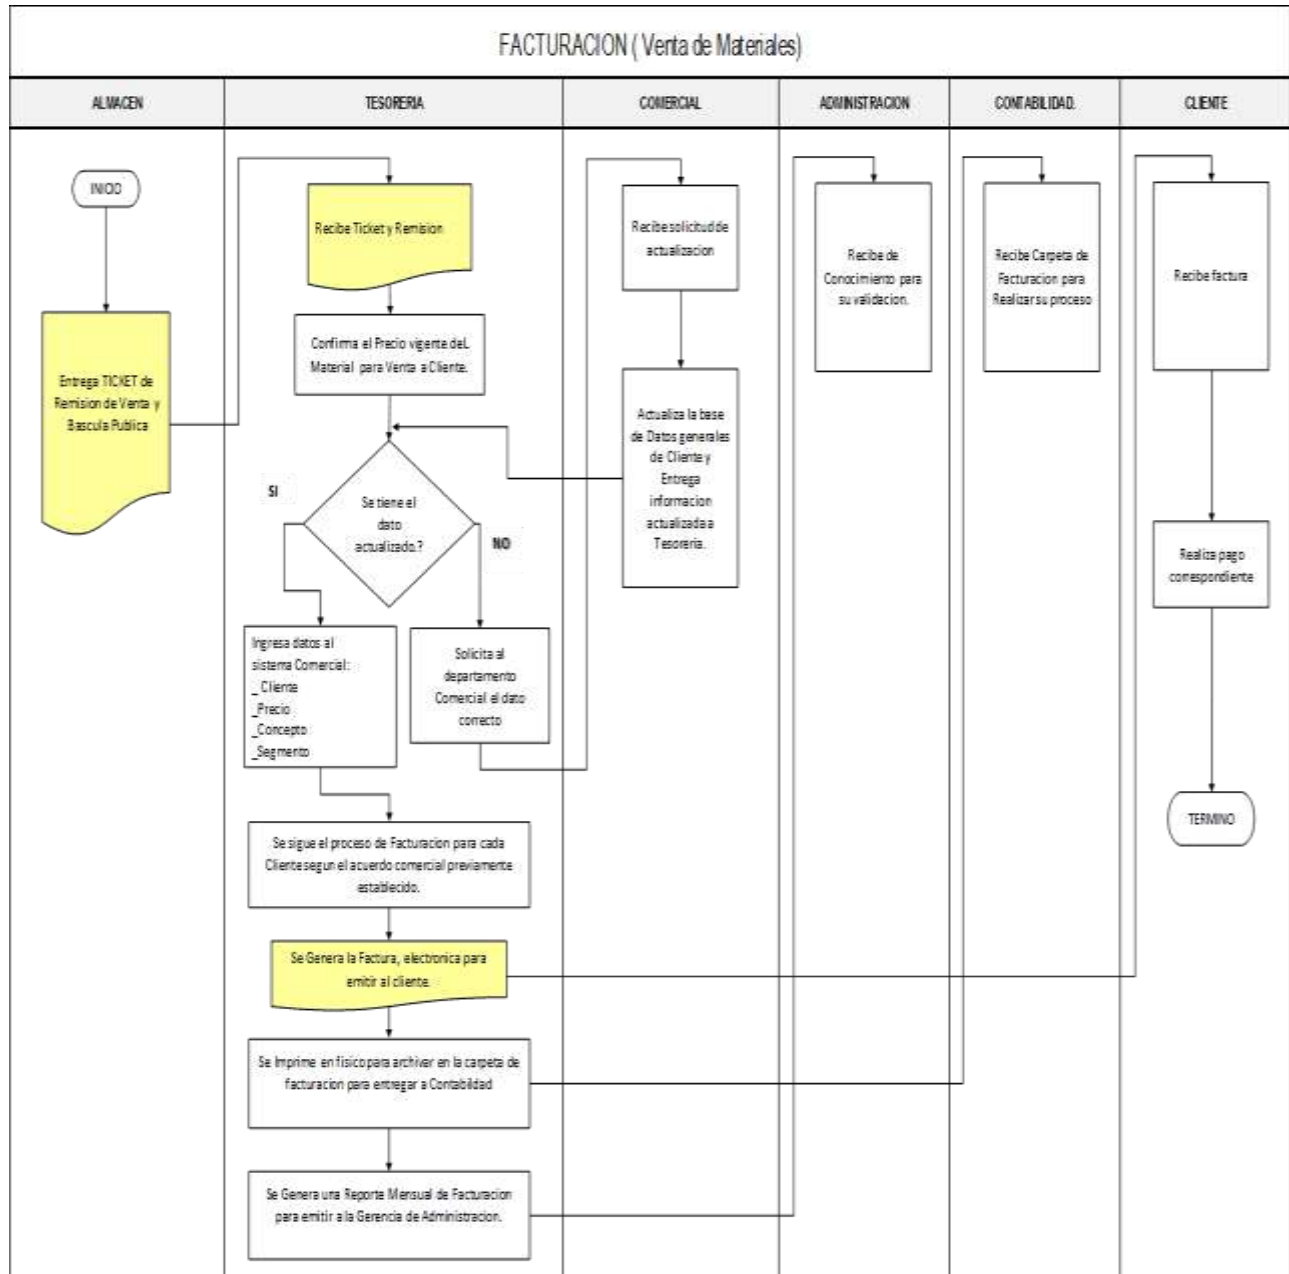 FACTURACION ( Venta de Materiales)
ALMACEN
TESORERIA
COMERCIAL
ADMINISTRACION
CONTABILIDAD.
CLIENTE
INICIO
Entrega TICKET de
Remision de Venta y
Bascula Publica
Recibe Ticket y Remision
Confirma el Precio vigente deL
Material para Venta a Cliente.
Se tiene el
dato
actualizado.?
SI
NO
Ingresa datos al
sistema Comercial:
_ Cliente
_Precio
_Concepto
_Segmento
Solicita al
departamento
Comercial el dato
correcto
Se sigue el proceso de Facturacion para cada
Cliente segun el acuerdo comercial previamente
establecido.
Se Genera la Factura, electronica para
emitir al cliente.
Se Imprime en fisico para archiver en la carpeta de
facturacion para entregar a Contabilidad
Se Genera una Reporte Mensual de Facturacion
para emitir a la Gerencia de Administracion.
Recibe solicitud de
actualizacion
Actualiza la base
de Datos generales
de Cliente y
Entrega
informacion
actualizada a
Tesoreria.
Recibe de
Conocimiento para
su validacion.
Recibe Carpeta de
Facturacion para
Realizar su proceso
Recibe factura
Realiza pago
correspondiente
TERMINO